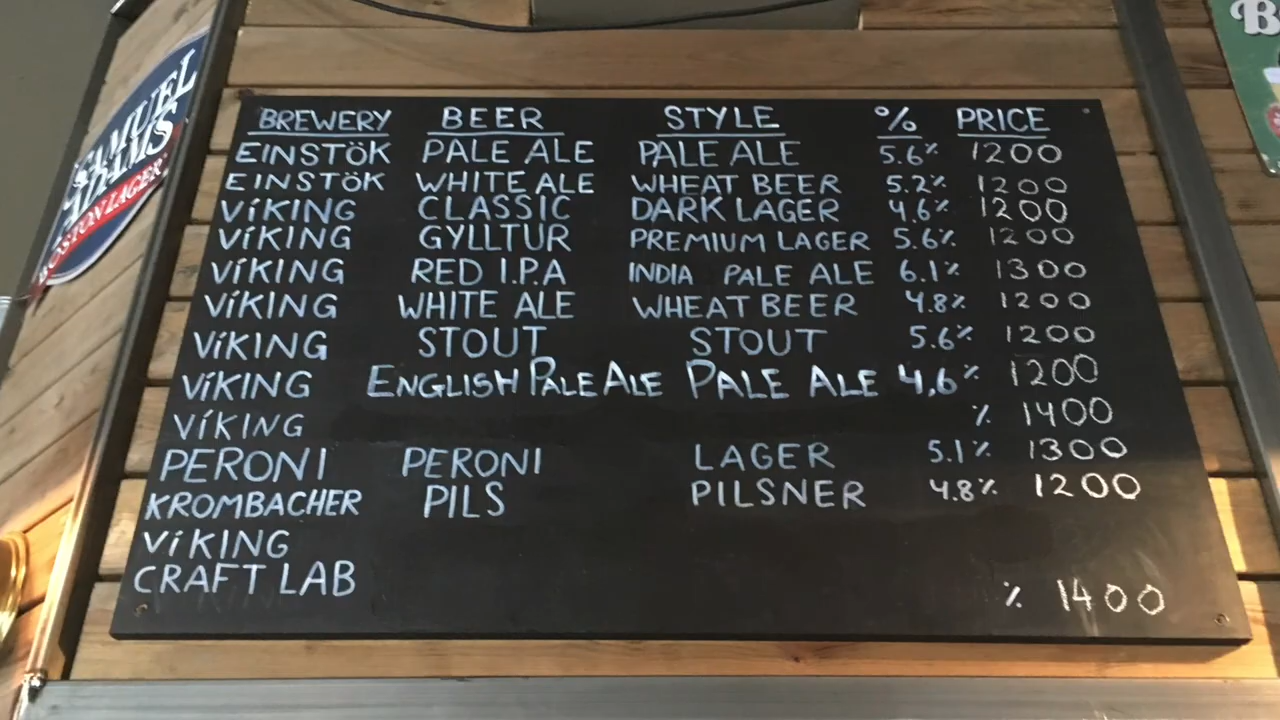 BREWERY BEER STYLE % PRICE
EINSTÖK PALE ALE PALE ALE 5.6% 1200
EINSTÖK WHITE ALE WHEAT BEER 5.2% 1200
VíKING CLASSIC DARK LAGER 4.6% 1200
VíKING GYLLTUR PREMIUM LAGER 5.6% 1200
VíKING RED I.P.A INDIA PALE ALE 6.1% 1300
VíKING WHITE ALE WHEAT BEER 4.8% 1200
VíKING STOUT STOUT 5.6% 1200
VíKING ENGLISH PALE ALE PALE ALE 4,6% 1200
VíKING % 1400
PERONI PERONI LAGER 5.1% 1300
KROMBACHER PILS PILSNER 4.8% 1200
VíKING
CRAFT LAB % 1400
SAMUEL
ADAMS
BOSTON LAGER